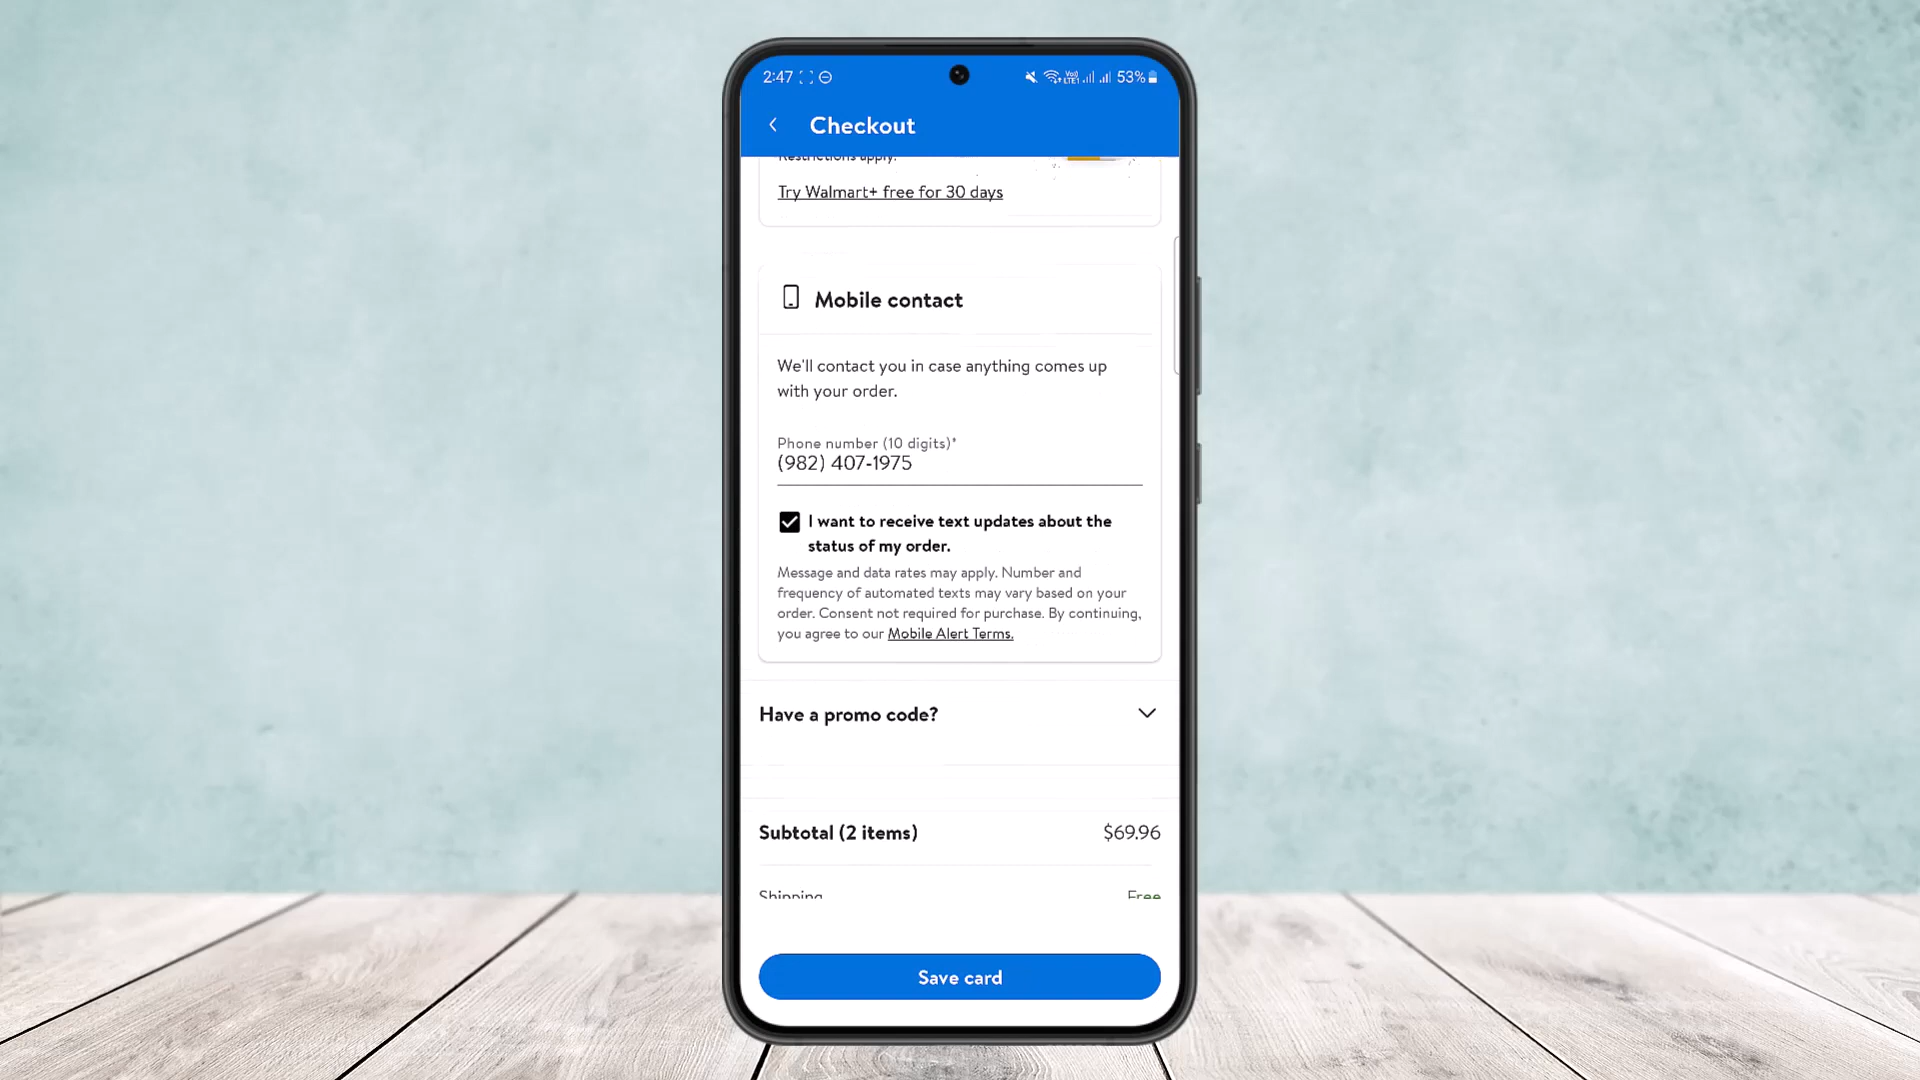 2:47 53%
Checkout
Restrictions apply.
Try Walmart+ free for 30 days
Mobile contact
We'll contact you in case anything comes up
with your order.
Phone number (10 digits)*
(982) 407-1975
I want to receive text updates about the
status of my order.
Message and data rates may apply. Number and
frequency of automated texts may vary based on your
order. Consent not required for purchase. By continuing,
you agree to our Mobile Alert Terms.
Have a promo code?
Subtotal (2 items) $69.96
Shipping Free
Save card